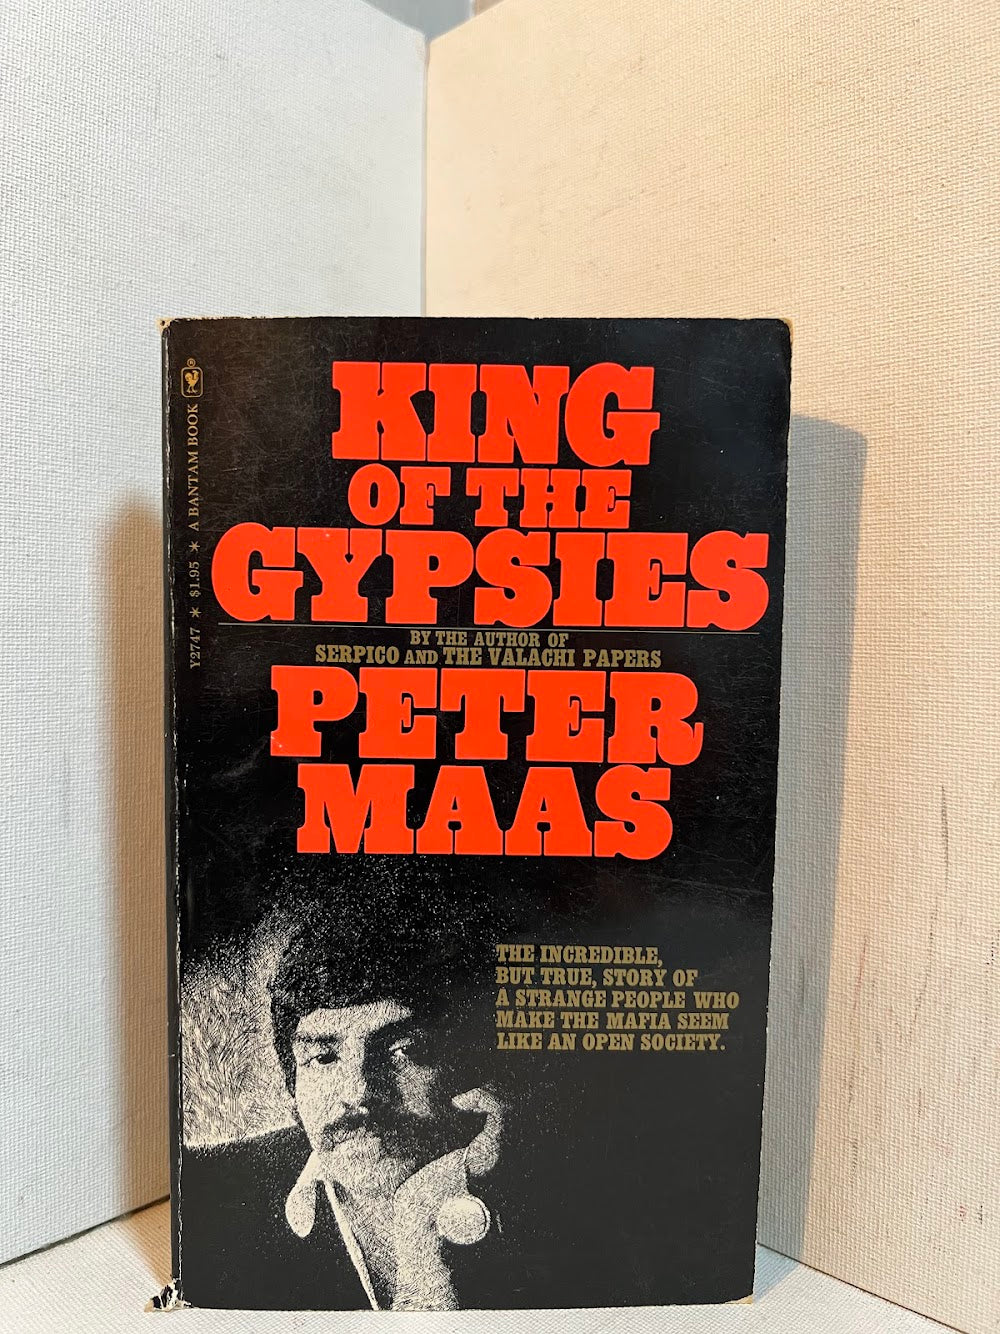 KING
OF THE
GYPSIES
BY THE AUTHOR OF
SERPICO AND THE VALACHI PAPERS
PETER
MAAS
THE INCREDIBLE,
BUT TRUE, STORY OF
A STRANGE PEOPLE WHO
MAKE THE MAFIA SEEM
LIKE AN OPEN SOCIETY.
Y2747 * $1.95 * A BANTAM BOOK ®